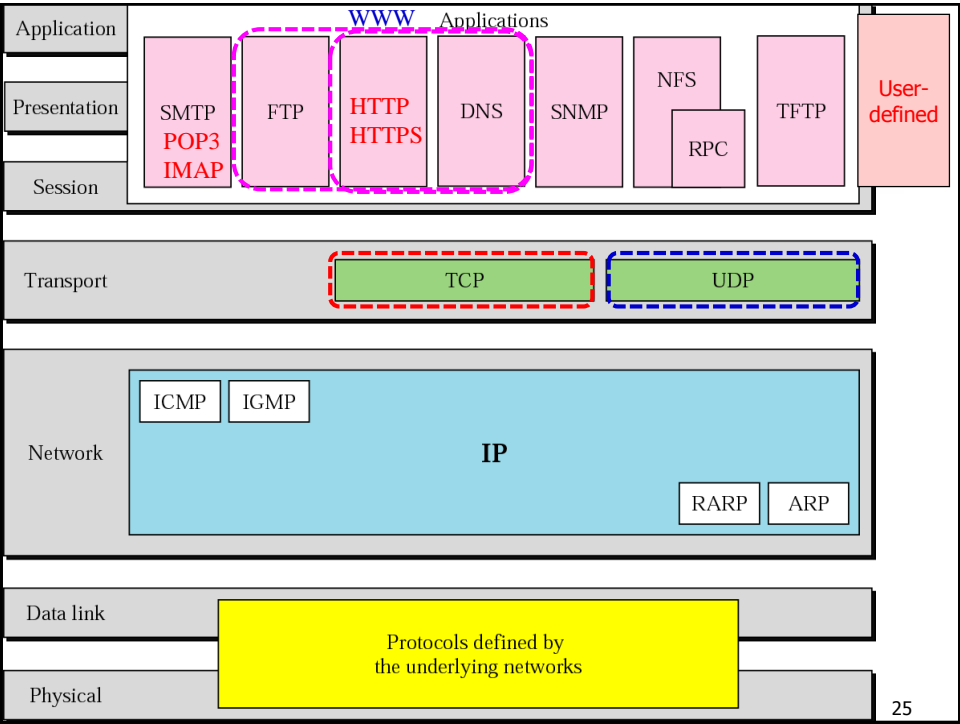 WWW Applications
Application
Presentation
Session
SMTP
POP3
IMAP
FTP
HTTP
HTTPS
DNS
SNMP
NFS
RPC
TFTP
User-
defined
Transport
TCP
UDP
Network
ICMP
IGMP
IP
RARP
ARP
Data link
Physical
Protocols defined by
the underlying networks
25